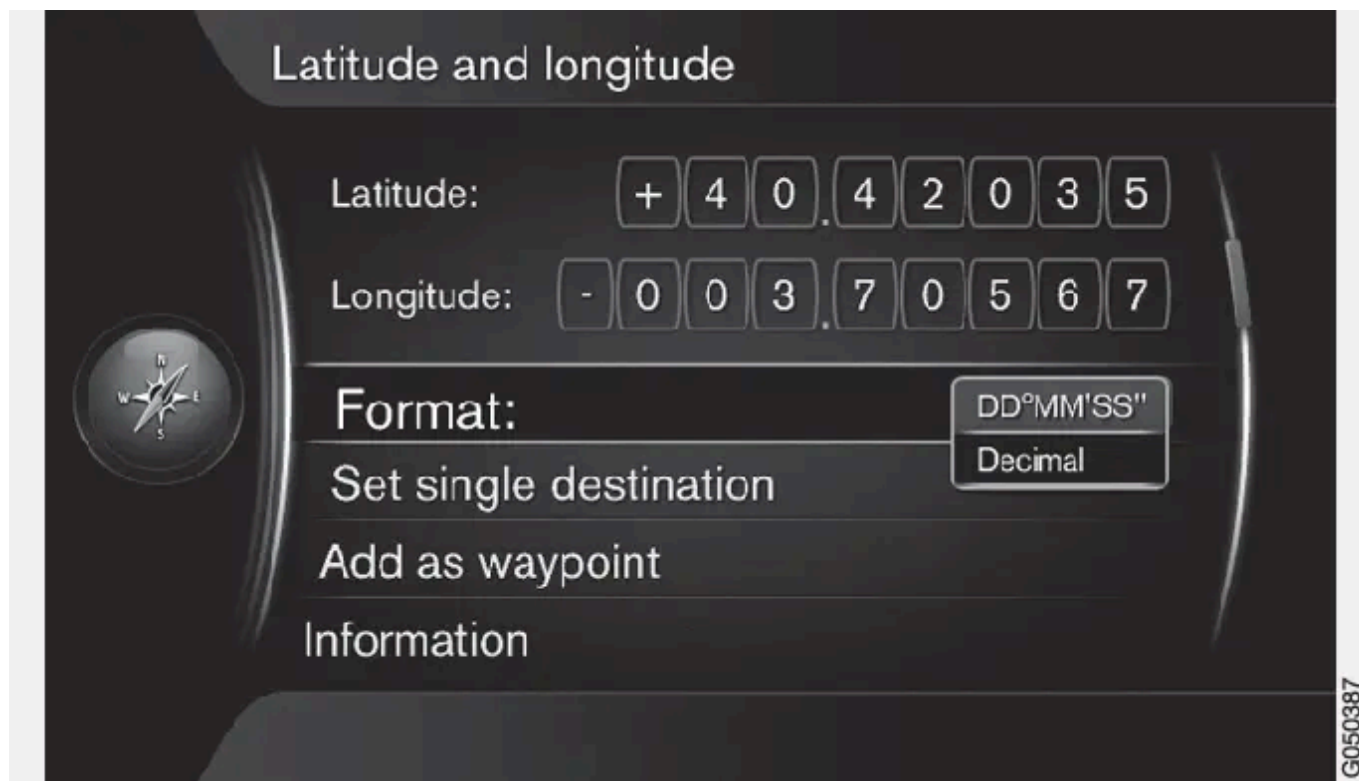 Latitude and longitude
Latitude: +40.42035
Longitude: -003.70567
Format: DD°MM'SS"
Decimal
Set single destination
Add as waypoint
Information
N
W E
S
G050387